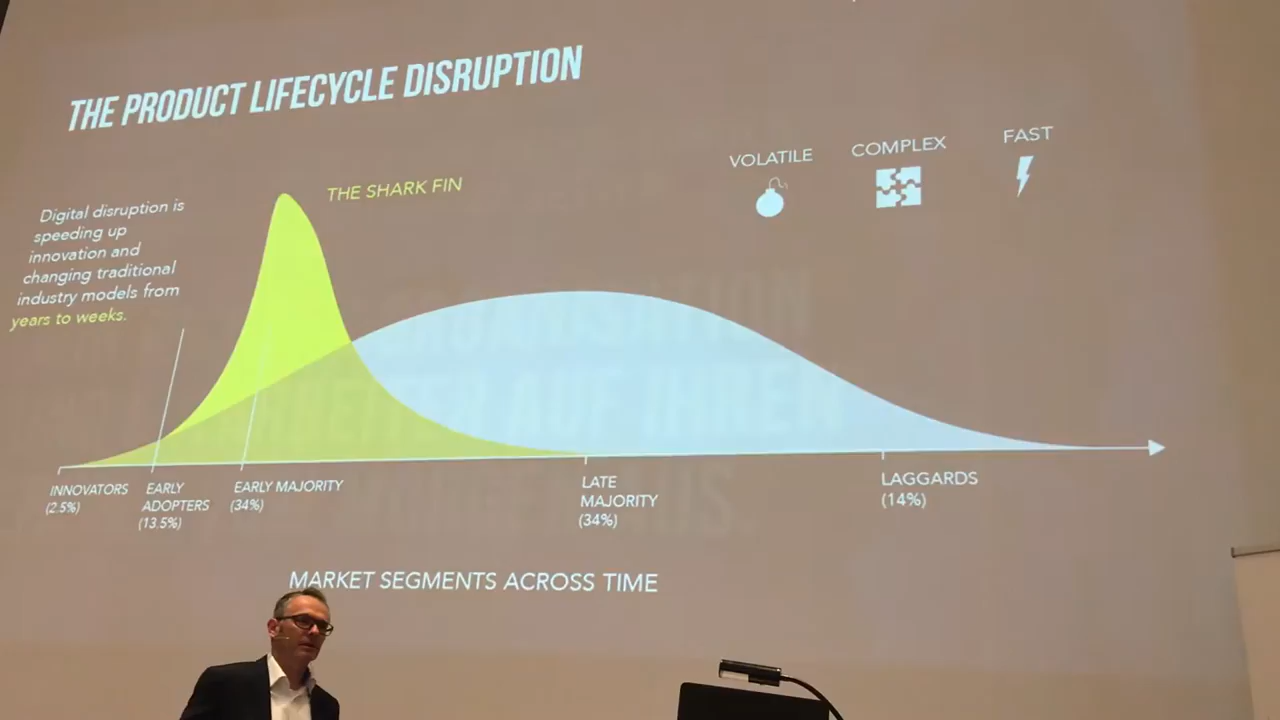 THE PRODUCT LIFECYCLE DISRUPTION
VOLATILE
COMPLEX
FAST
THE SHARK FIN
Digital disruption is
speeding up
innovation and
changing traditional
industry models from
years to weeks.
INNOVATORS
(2.5%)
EARLY
ADOPTERS
(13.5%)
EARLY MAJORITY
(34%)
LATE
MAJORITY
(34%)
LAGGARDS
(14%)
MARKET SEGMENTS ACROSS TIME